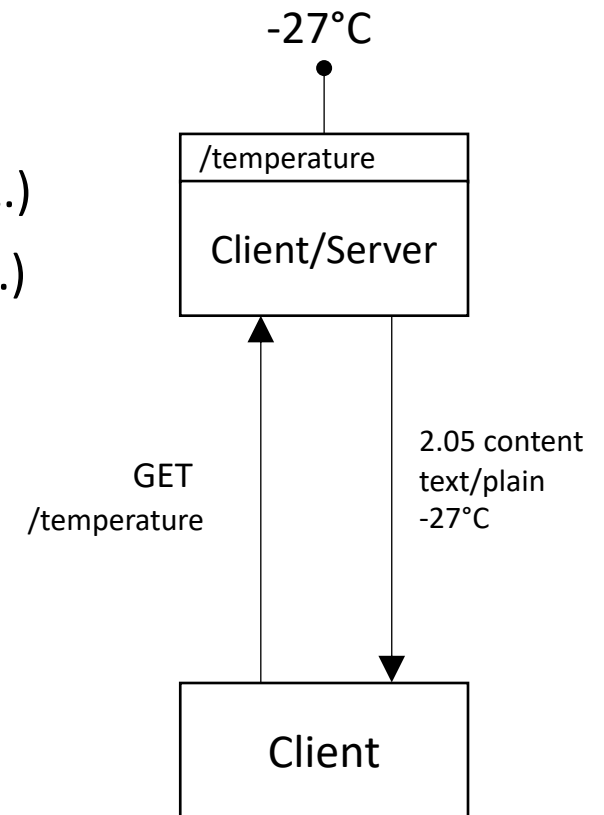 -27°C
/temperature
..)
.)
Client/Server
GET
/temperature
2.05 content
text/plain
-27°C
Client